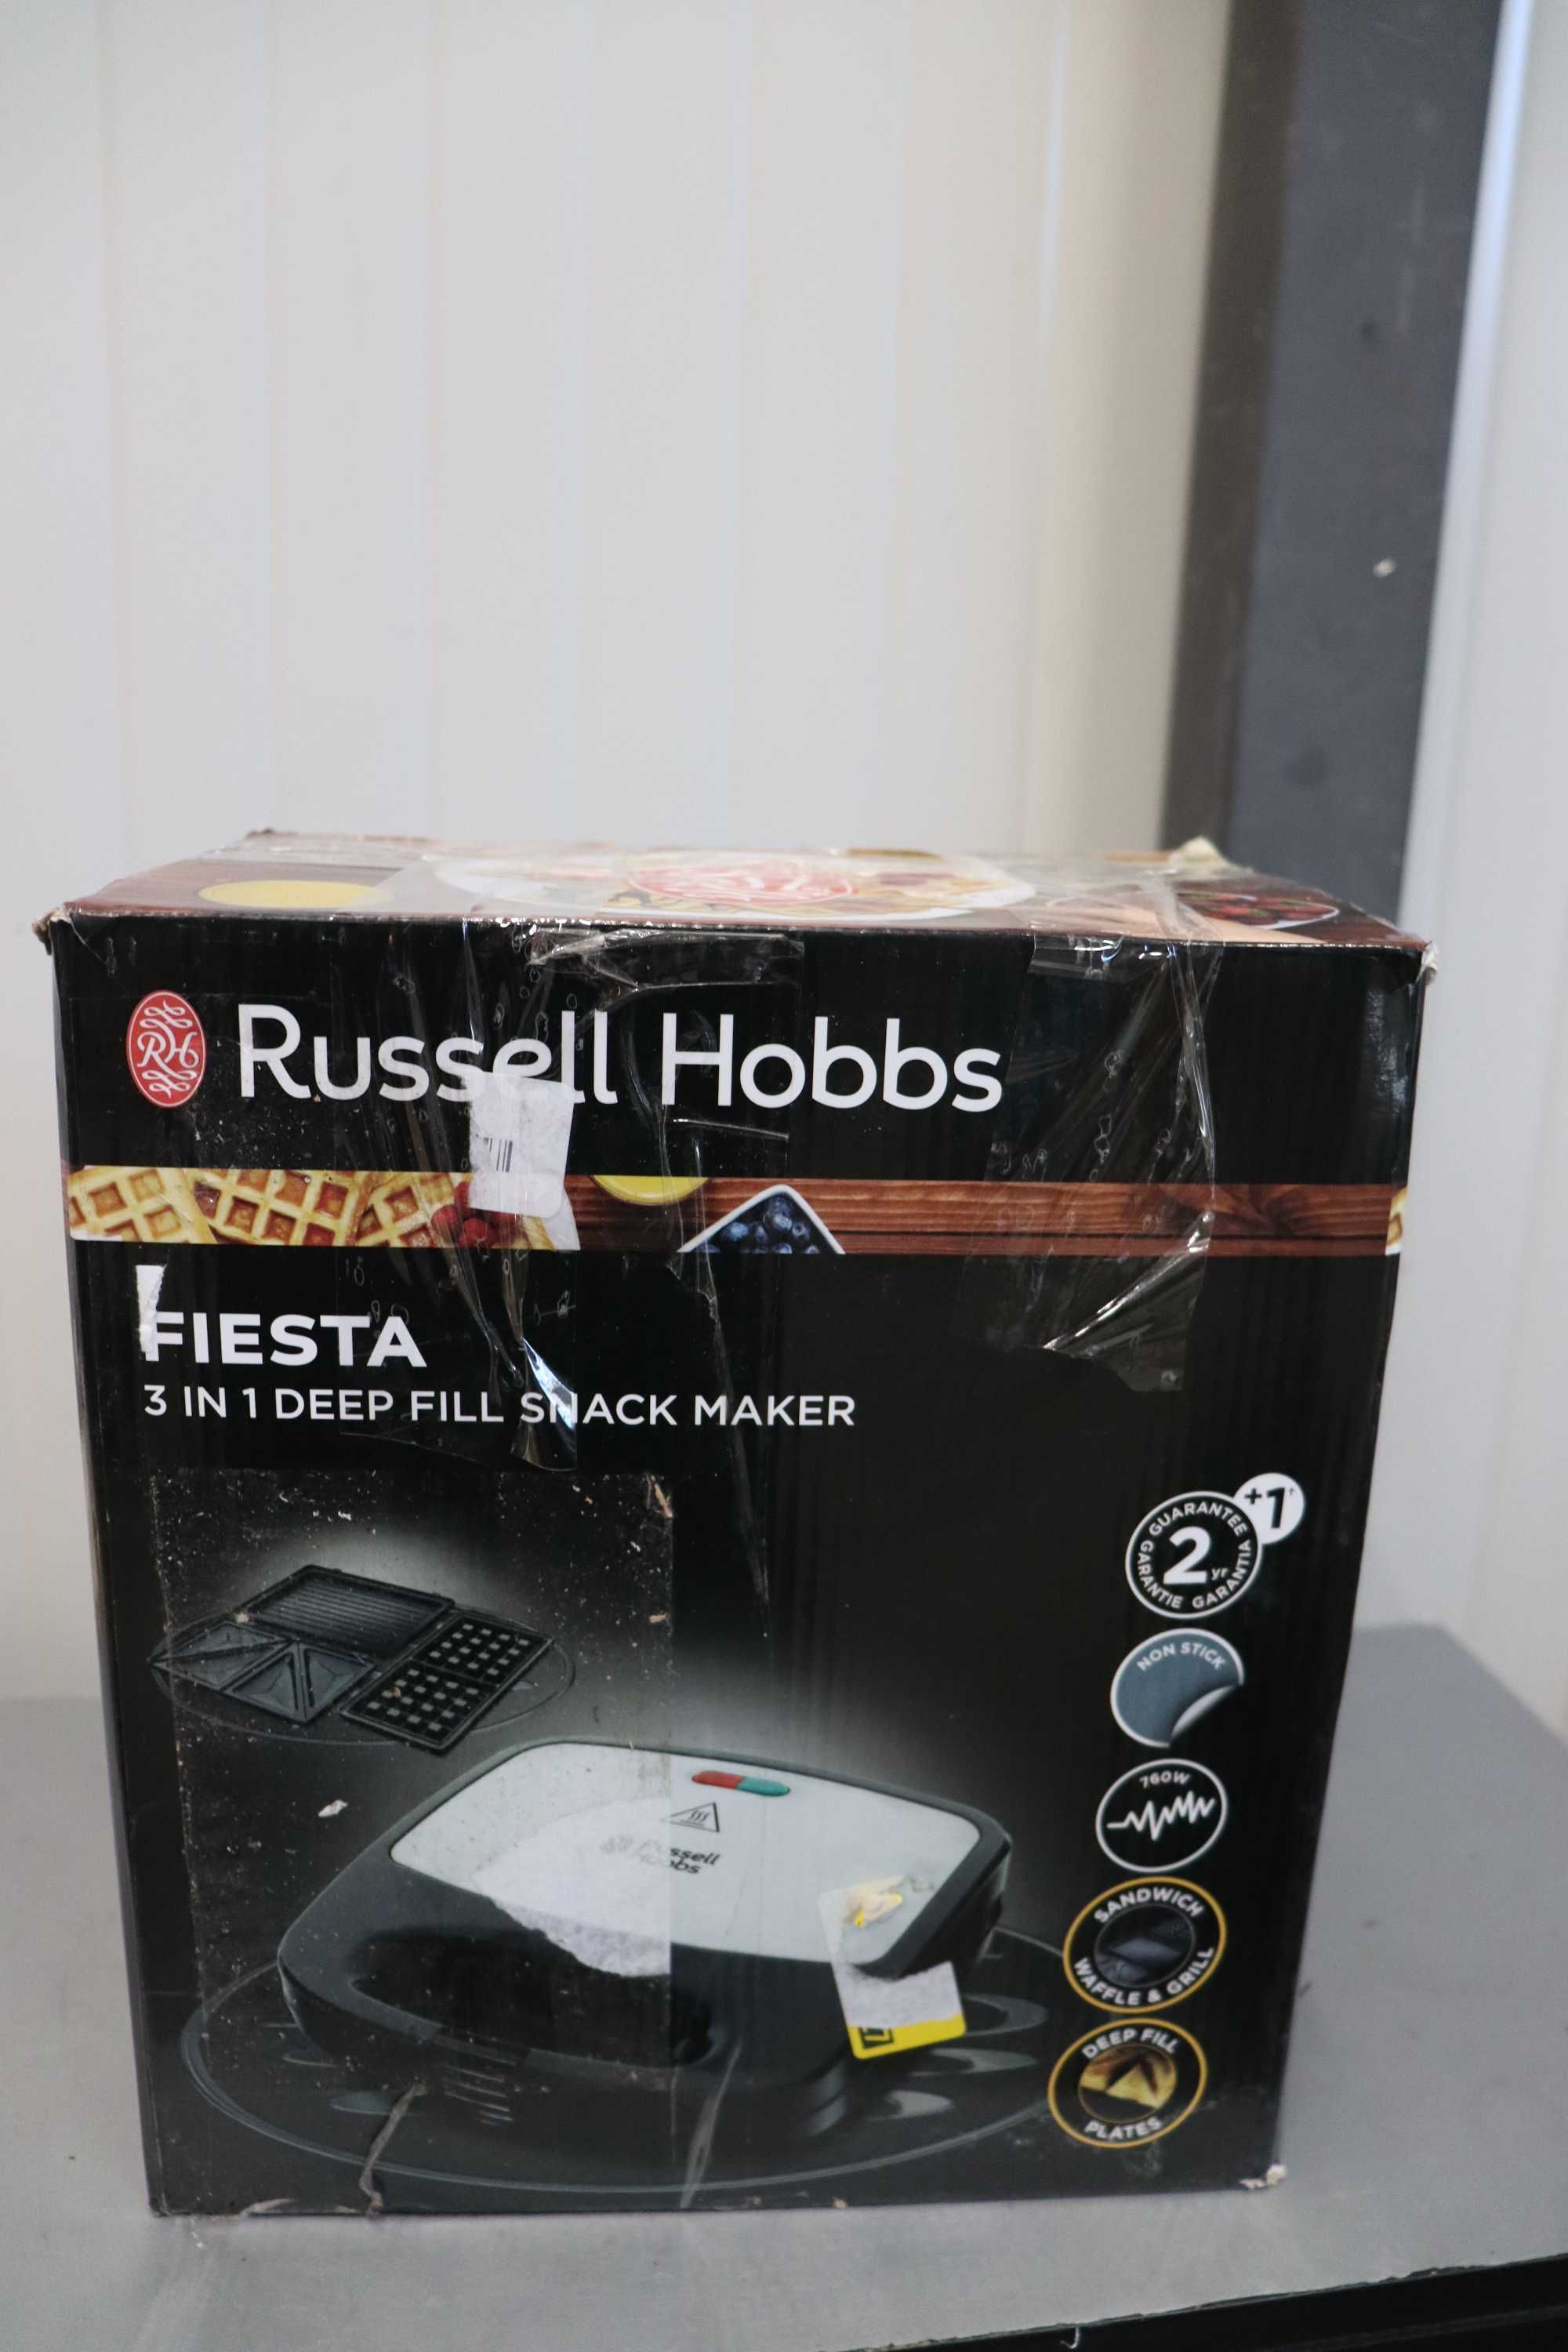 RH Russell Hobbs
FIESTA
3 IN 1 DEEP FILL SNACK MAKER
+1†
GUARANTEE
2 yr
GARANTIE GARANTIA
NON STICK
760W
Russell
Hobbs
SANDWICH
WAFFLE & GRILL
DEEP FILL
PLATES